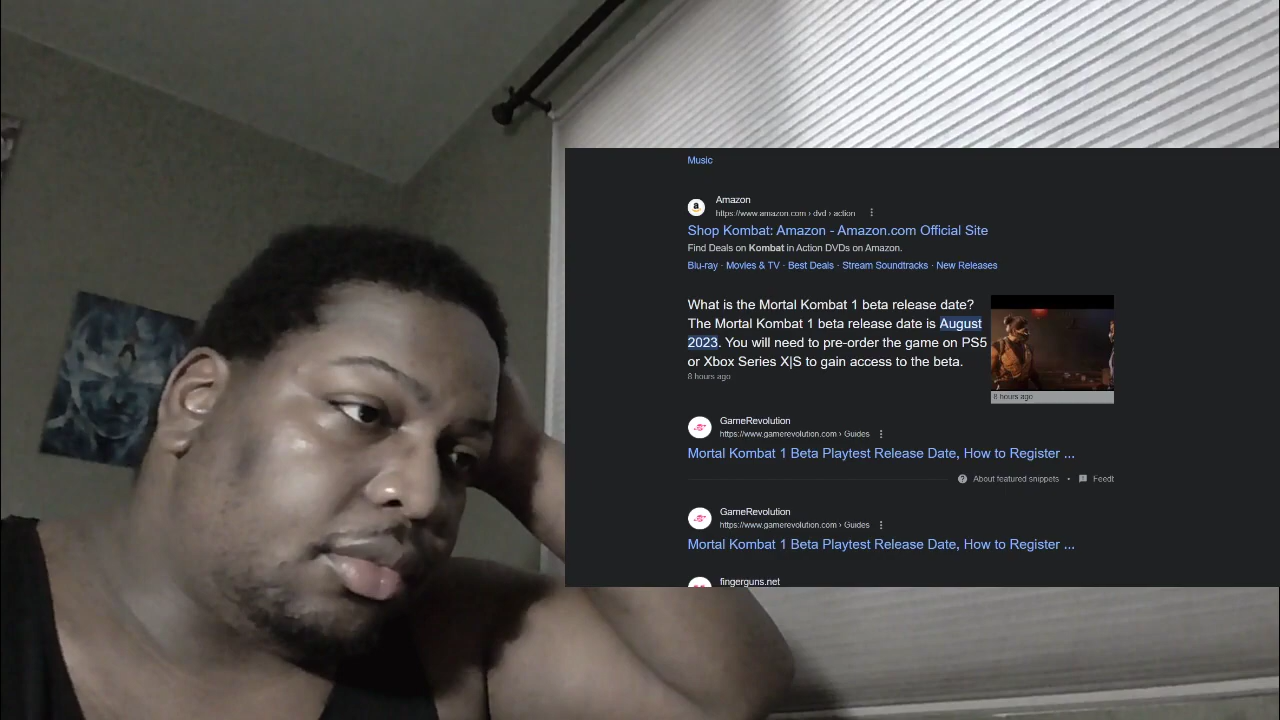 Music
Amazon
https://www.amazon.com › dvd › action
Shop Kombat: Amazon - Amazon.com Official Site
Find Deals on Kombat in Action DVDs on Amazon.
Blu-ray · Movies & TV · Best Deals · Stream Soundtracks · New Releases
What is the Mortal Kombat 1 beta release date?
The Mortal Kombat 1 beta release date is August
2023. You will need to pre-order the game on PS5
or Xbox Series X|S to gain access to the beta.
8 hours ago
8 hours ago
GameRevolution
https://www.gamerevolution.com › Guides
Mortal Kombat 1 Beta Playtest Release Date, How to Register ...
About featured snippets • Feedt
GameRevolution
https://www.gamerevolution.com › Guides
Mortal Kombat 1 Beta Playtest Release Date, How to Register ...
fingerguns.net